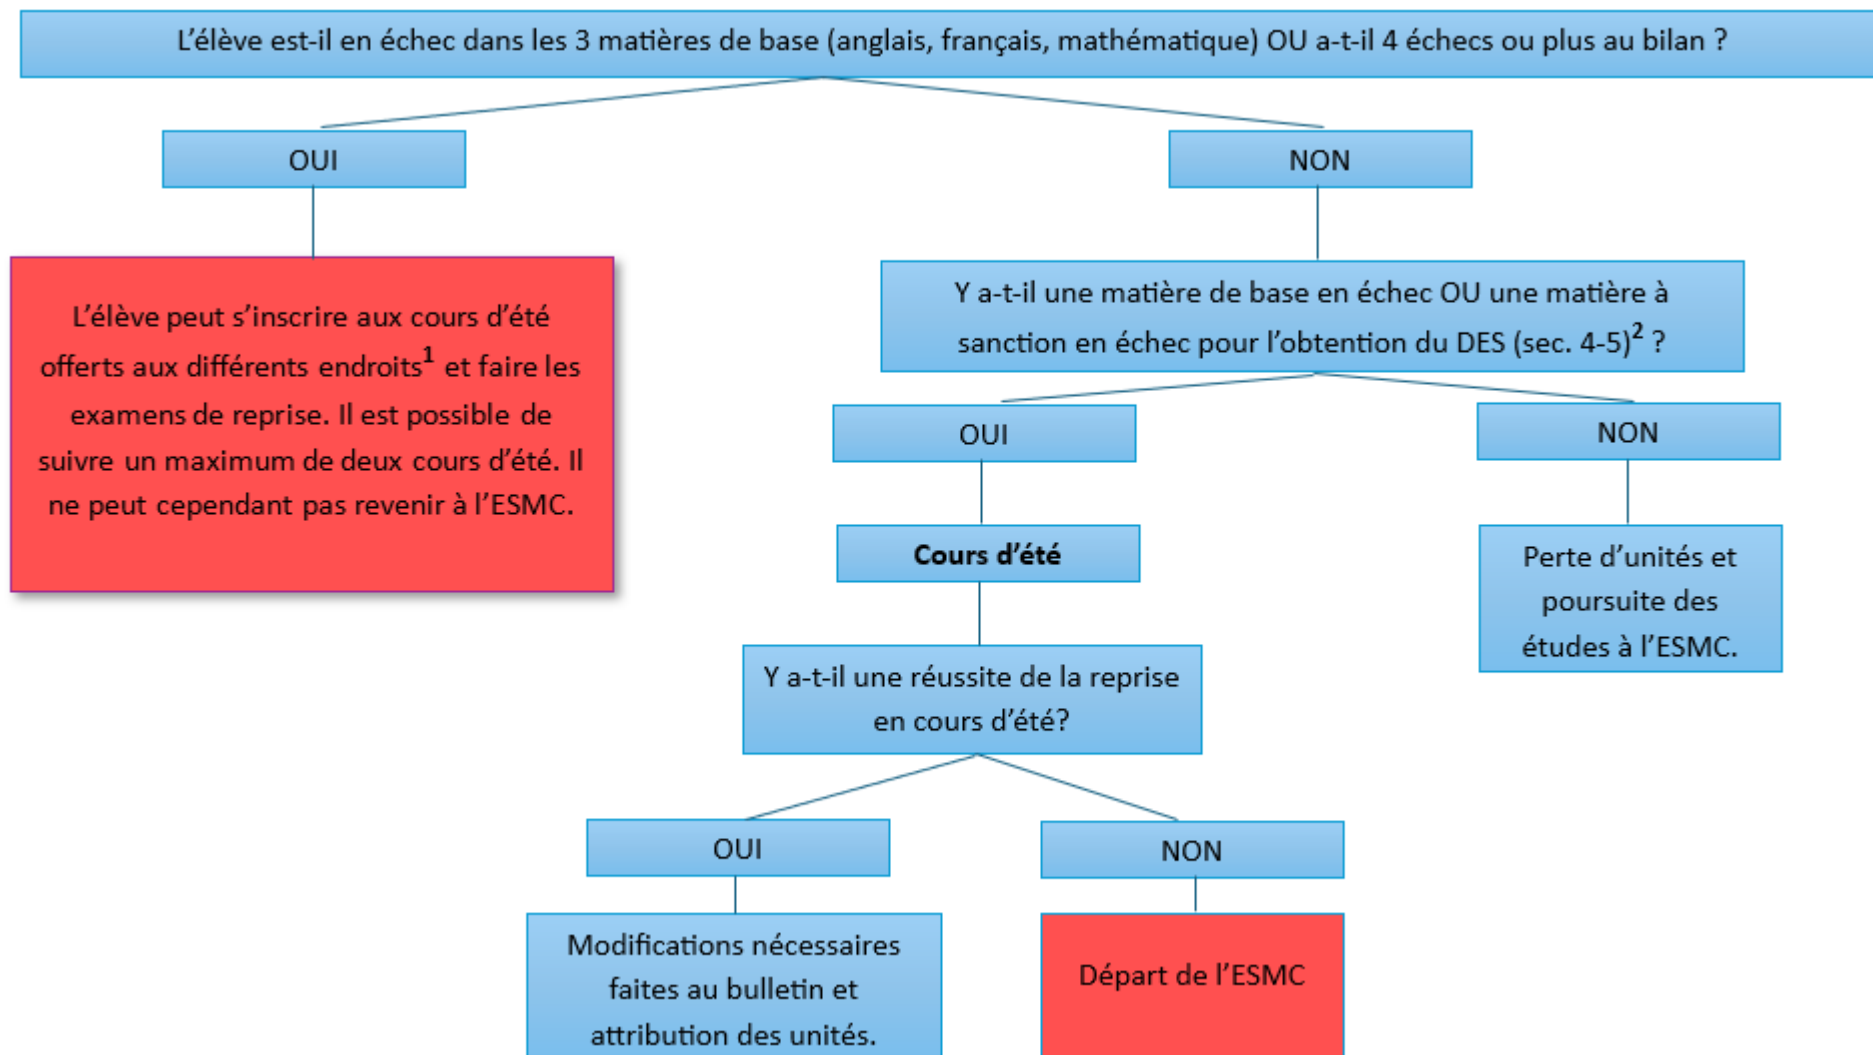 L’élève est-il en échec dans les 3 matières de base (anglais, français, mathématique) OU a-t-il 4 échecs ou plus au bilan ?
OUI
NON
L’élève peut s’inscrire aux cours d’été
offerts aux différents endroits¹ et faire les
examens de reprise. Il est possible de
suivre un maximum de deux cours d’été. Il
ne peut cependant pas revenir à l’ESMC.
Y a-t-il une matière de base en échec OU une matière à
sanction en échec pour l’obtention du DES (sec. 4-5)² ?
OUI
NON
Cours d’été
Perte d’unités et
poursuite des
études à l’ESMC.
Y a-t-il une réussite de la reprise
en cours d’été?
OUI
NON
Modifications nécessaires
faites au bulletin et
attribution des unités.
Départ de l’ESMC